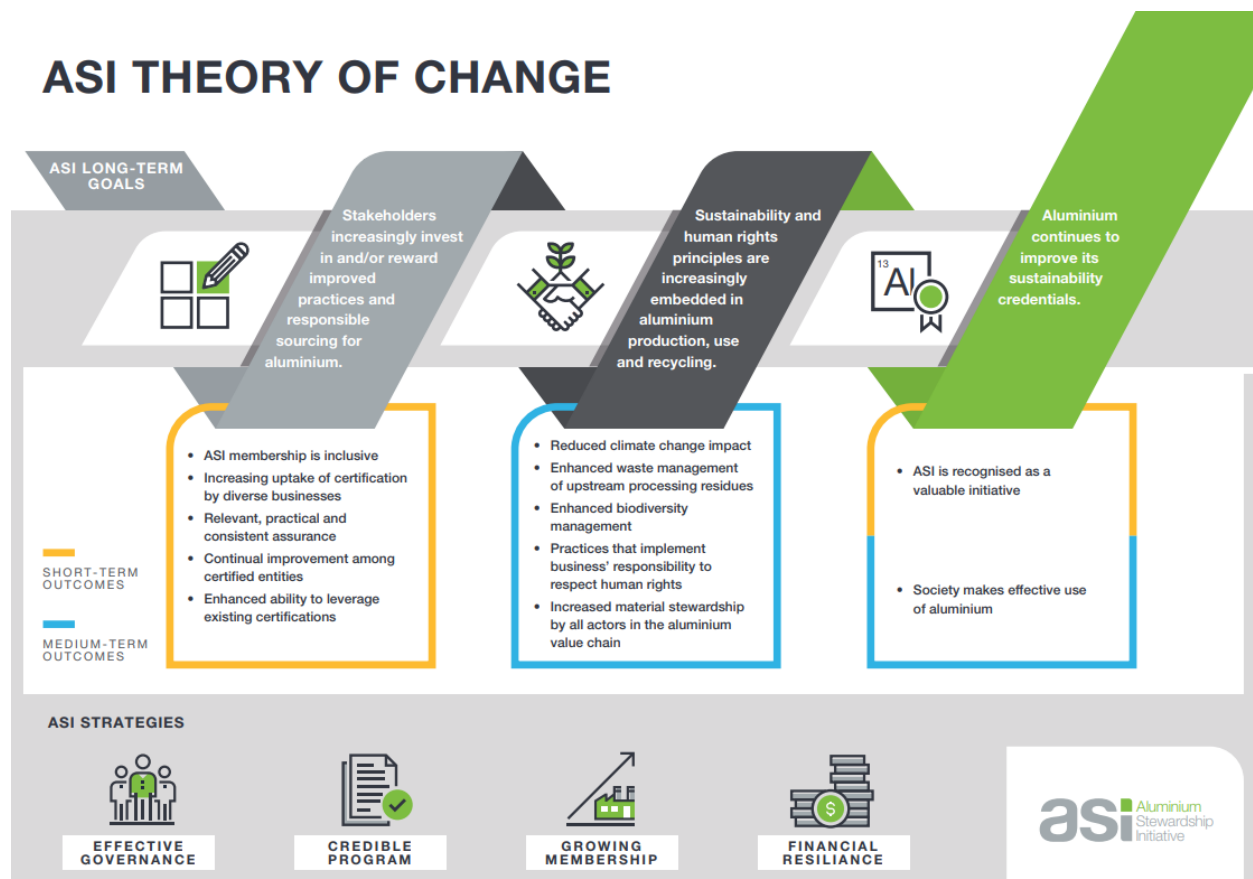 ASI THEORY OF CHANGE
ASI LONG-TERM
GOALS
Stakeholders
increasingly invest
in and/or reward
improved
practices and
responsible
sourcing for
aluminium.
Sustainability and
human rights
principles are
increasingly
embedded in
aluminium
production, use
and recycling.
13
Al
Aluminium
continues to
improve its
sustainability
credentials.
• ASI membership is inclusive
• Increasing uptake of certification
by diverse businesses
• Relevant, practical and
consistent assurance
• Continual improvement among
certified entities
• Enhanced ability to leverage
existing certifications
• Reduced climate change impact
• Enhanced waste management
of upstream processing residues
• Enhanced biodiversity
management
• Practices that implement
business' responsibility to
respect human rights
• Increased material stewardship
by all actors in the aluminium
value chain
• ASI is recognised as a
valuable initiative
• Society makes effective use
of aluminium
SHORT-TERM
OUTCOMES
MEDIUM-TERM
OUTCOMES
ASI STRATEGIES
EFFECTIVE
GOVERNANCE
CREDIBLE
PROGRAM
GROWING
MEMBERSHIP
$
FINANCIAL
RESILIANCE
asi
Aluminium
Stewardship
Initiative